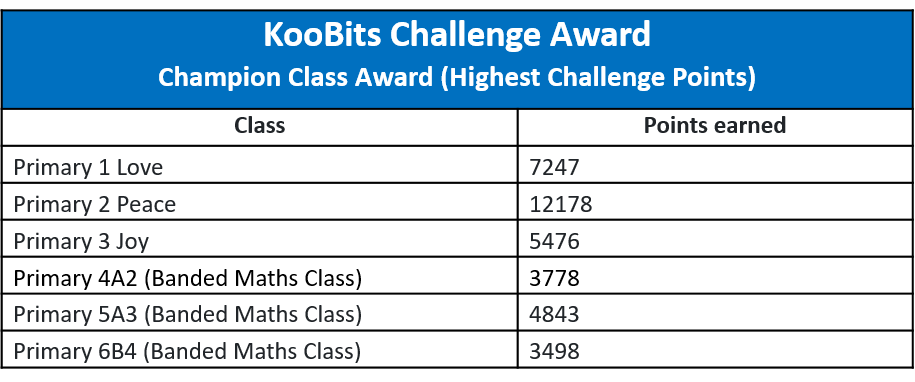 KooBits Challenge Award
Champion Class Award (Highest Challenge Points)
Class Points earned
Primary 1 Love 7247
Primary 2 Peace 12178
Primary 3 Joy 5476
Primary 4A2 (Banded Maths Class) 3778
Primary 5A3 (Banded Maths Class) 4843
Primary 6B4 (Banded Maths Class) 3498